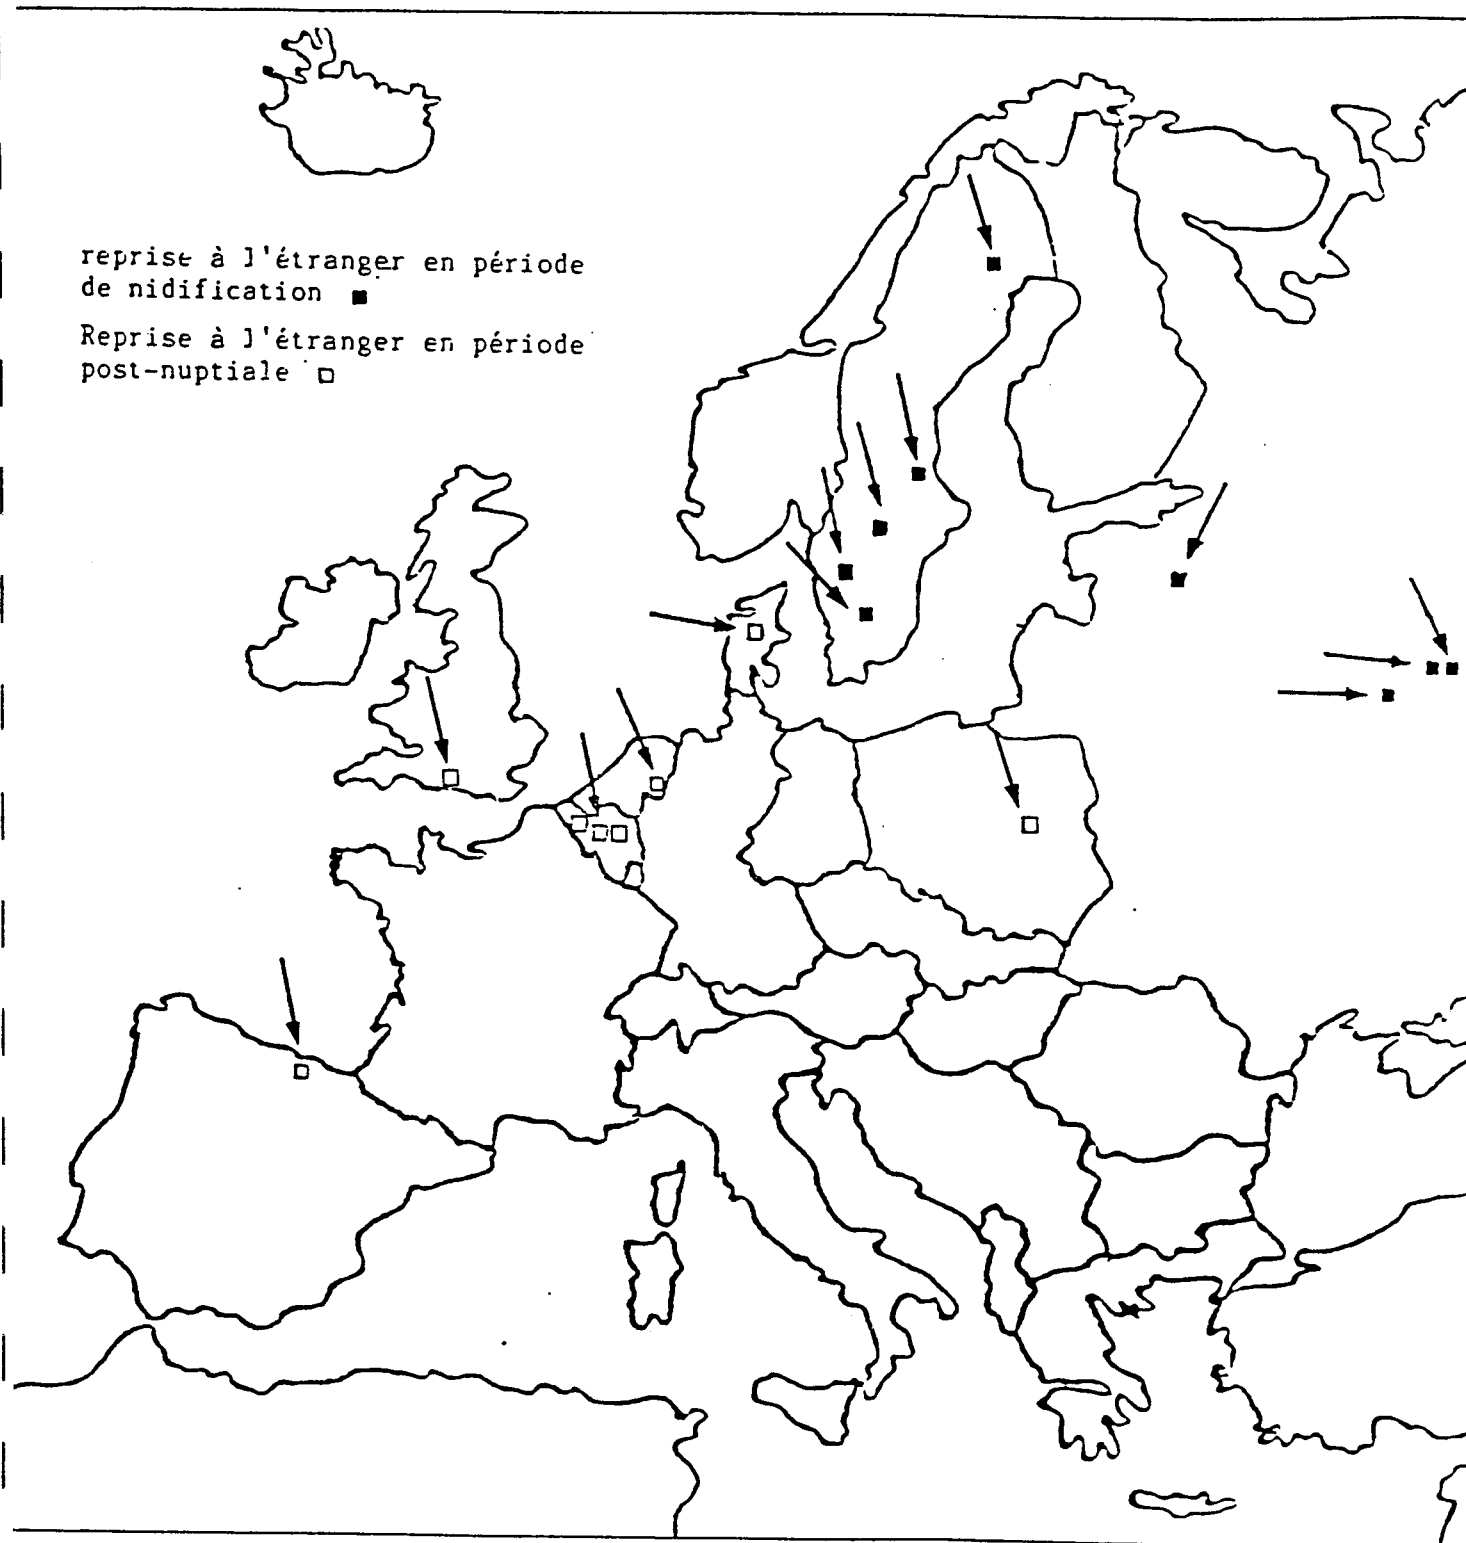 reprise à l'étranger en période
de nidification ■
Reprise à l'étranger en période
post-nuptiale □